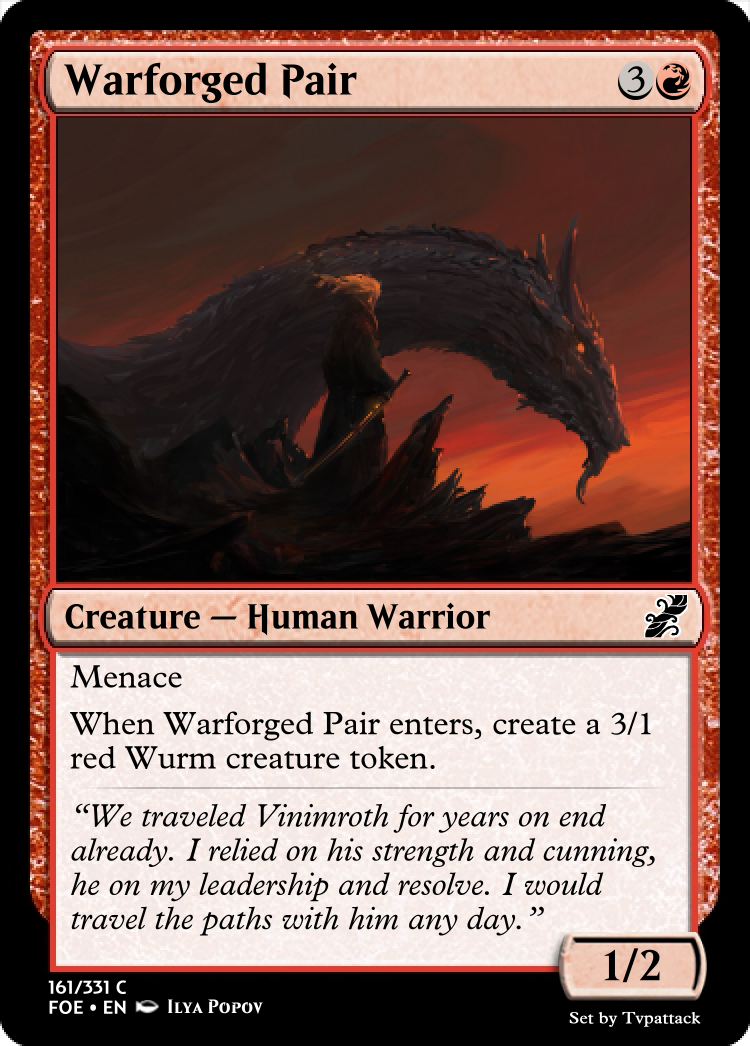 Warforged Pair
3
Creature — Human Warrior
Menace
When Warforged Pair enters, create a 3/1
red Wurm creature token.
“We traveled Vinimroth for years on end
already. I relied on his strength and cunning,
he on my leadership and resolve. I would
travel the paths with him any day.”
1/2
161/331 C
FOE • EN Ilya Popov
Set by Tvpattack